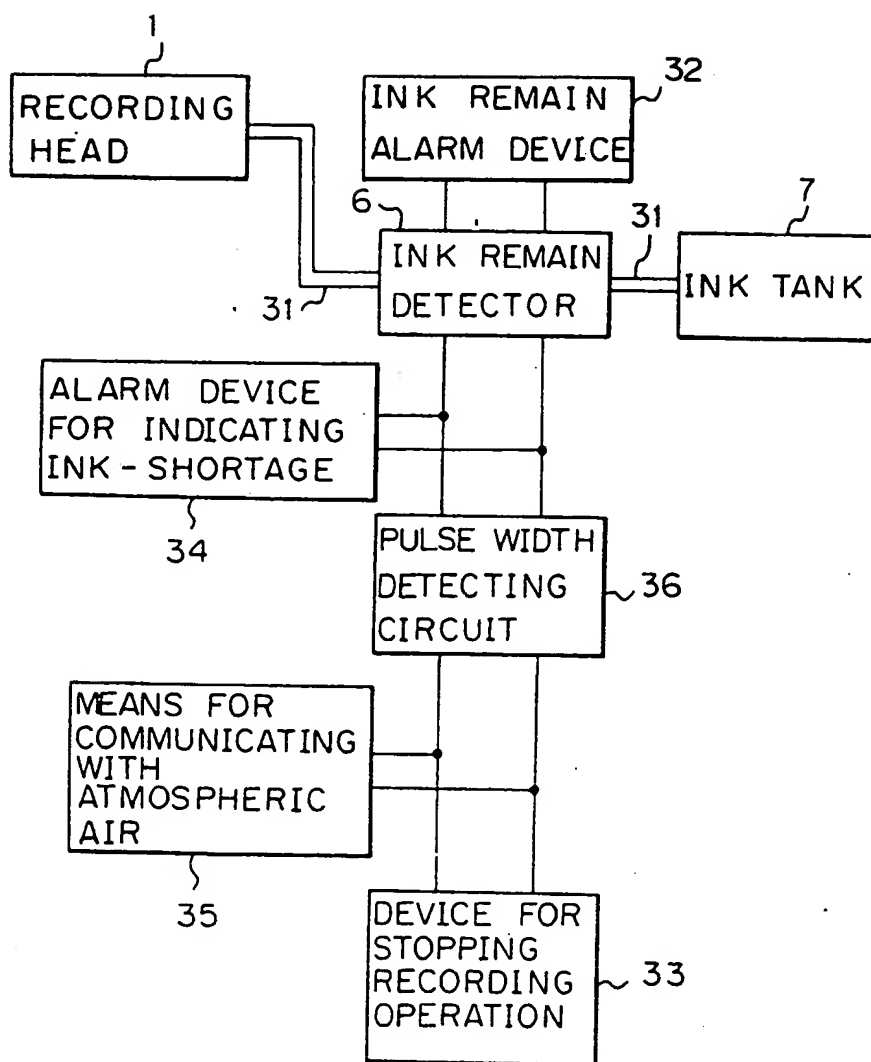 1
RECORDING
HEAD
INK REMAIN
ALARM DEVICE
32
6
INK REMAIN
DETECTOR
31
31
7
INK TANK
ALARM DEVICE
FOR INDICATING
INK-SHORTAGE
34
PULSE WIDTH
DETECTING
CIRCUIT
36
MEANS FOR
COMMUNICATING
WITH
ATMOSPHERIC
AIR
35
DEVICE FOR
STOPPING
RECORDING
OPERATION
33